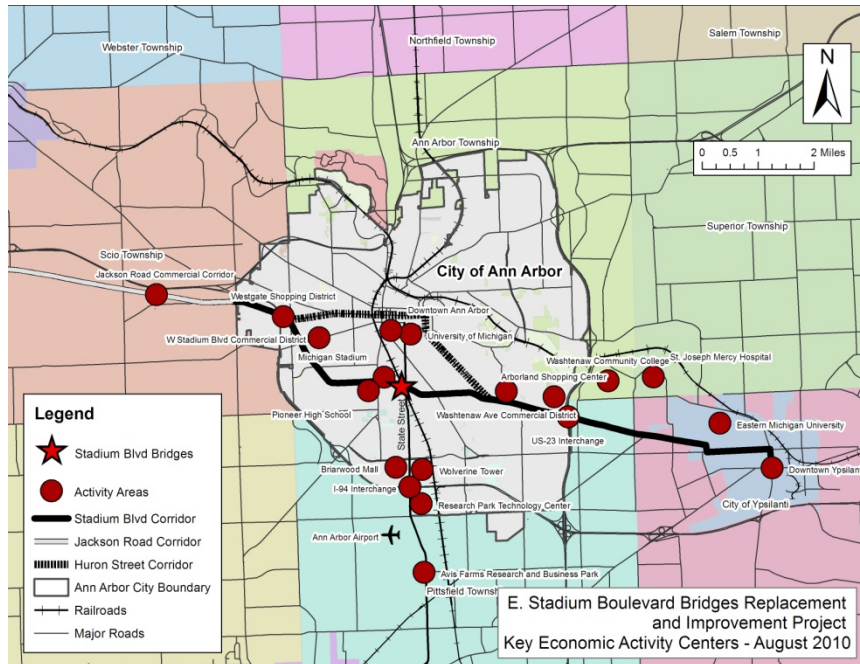 Webster Township
Northfield Township
Salem Township
N
Ann Arbor Township
0 0.5 1 2 Miles
Superior Township
Scio Township
City of Ann Arbor
Jackson Road Commercial Corridor
Westgate Shopping District
Downtown Ann Arbor
W Stadium Blvd Commercial District
University of Michigan
Michigan Stadium
Washtenaw Community College
St. Joseph Mercy Hospital
Arborland Shopping Center
Pioneer High School
State Street
Washtenaw Ave Commercial District
Eastern Michigan University
US-23 Interchange
Briarwood Mall
Wolverine Tower
Downtown Ypsilanti
I-94 Interchange
Research Park Technology Center
City of Ypsilanti
Ann Arbor Airport
Avis Farms Research and Business Park
Pittsfield Township
Legend
Stadium Blvd Bridges
Activity Areas
Stadium Blvd Corridor
Jackson Road Corridor
Huron Street Corridor
Ann Arbor City Boundary
Railroads
Major Roads
E. Stadium Boulevard Bridges Replacement
and Improvement Project
Key Economic Activity Centers - August 2010